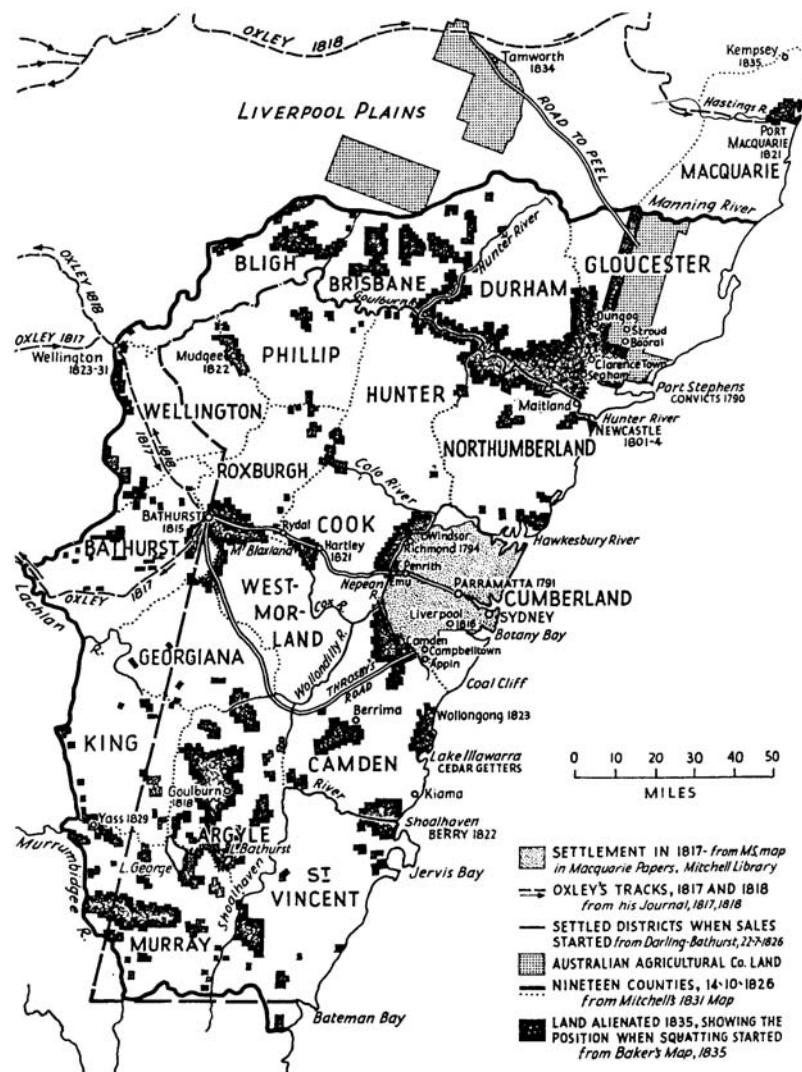 OXLEY 1818
Tamworth
1834
Kempsey
1835
LIVERPOOL PLAINS
ROAD TO PEEL
Hastings R.
PORT
MACQUARIE
1821
MACQUARIE
Manning River
BLIGH
BRISBANE
Hunter River
Goulburn R.
DURHAM
GLOUCESTER
OXLEY 1818
OXLEY 1817
Wellington
1823-31
Mudgee
1822
PHILLIP
Dungog
Stroud
Booral
Clarence Town
Seaham
HUNTER
Port Stephens
CONVICTS 1790
WELLINGTON
Maitland
Hunter River
NEWCASTLE
1801-4
1817
1818
NORTHUMBERLAND
ROXBURGH
Colo River
BATHURST
1815
Rydal
COOK
Windsor
Richmond 1794
Hawkesbury River
BATHURST
Mr Blaxland
Hartley
1821
Penrith
Emu
Nepean
R.
PARRAMATTA 1791
CUMBERLAND
SYDNEY
OXLEY 1817
Lachlan
R.
WEST-
MOR-
LAND
Cox R.
Liverpool
1816
Botany Bay
Wollondilly R.
Camden
Campbelltown
Appin
GEORGIANA
THROSBY'S
ROAD
Coal Cliff
Berrima
Wollongong 1823
KING
CAMDEN
Lake Illawarra
CEDAR GETTERS
Goulburn
1818
River
Kiama
Yass 1829
ARGYLE
Shoalhaven
BERRY 1822
L. George
L. Bathurst
Murrumbidgee
R.
Shoalhaven
ST
VINCENT
Jervis Bay
MURRAY
Bateman Bay
0 10 20 30 40 50
MILES
SETTLEMENT IN 1817- from M.S. map
in Macquarie Papers, Mitchell Library
OXLEY'S TRACKS, 1817 AND 1818
from his Journal, 1817, 1818
SETTLED DISTRICTS WHEN SALES
STARTED from Darling-Bathurst, 22-7-1826
AUSTRALIAN AGRICULTURAL Co. LAND
NINETEEN COUNTIES, 14-10-1826
from Mitchell's 1831 Map
LAND ALIENATED 1835, SHOWING THE
POSITION WHEN SQUATTING STARTED
from Baker's Map, 1835